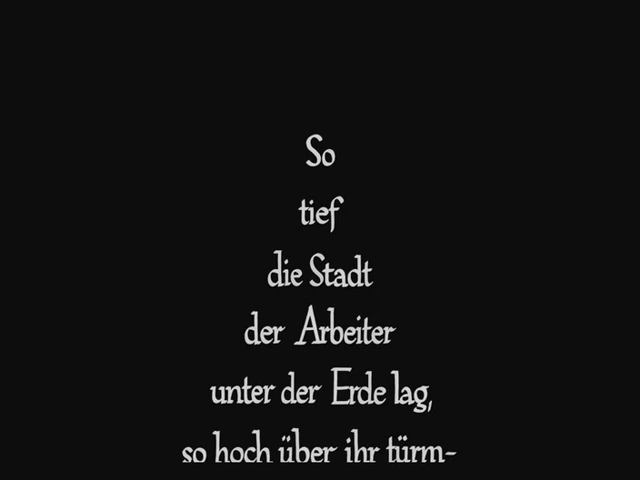 So
tief
die Stadt
der Arbeiter
unter der Erde lag,
so hoch über ihr türm-